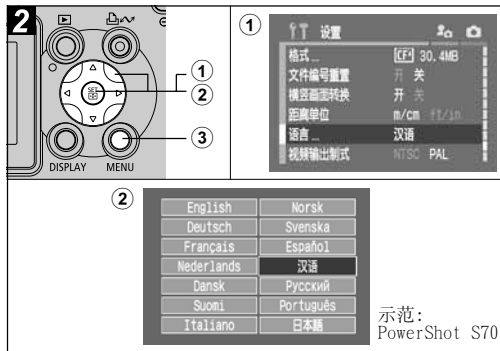 2
SET
①
②
③
DISPLAY MENU
①
设置
格式... CF 30.4MB
文件编号重置 开 关
横竖画面转换 开 关
距离单位 m/cm ft/in
语言... 汉语
视频输出制式 NTSC PAL
②
English Norsk
Deutsch Svenska
Français Español
Nederlands 汉语
Dansk Русский
Suomi Português
Italiano 日本語
示范:
PowerShot S70